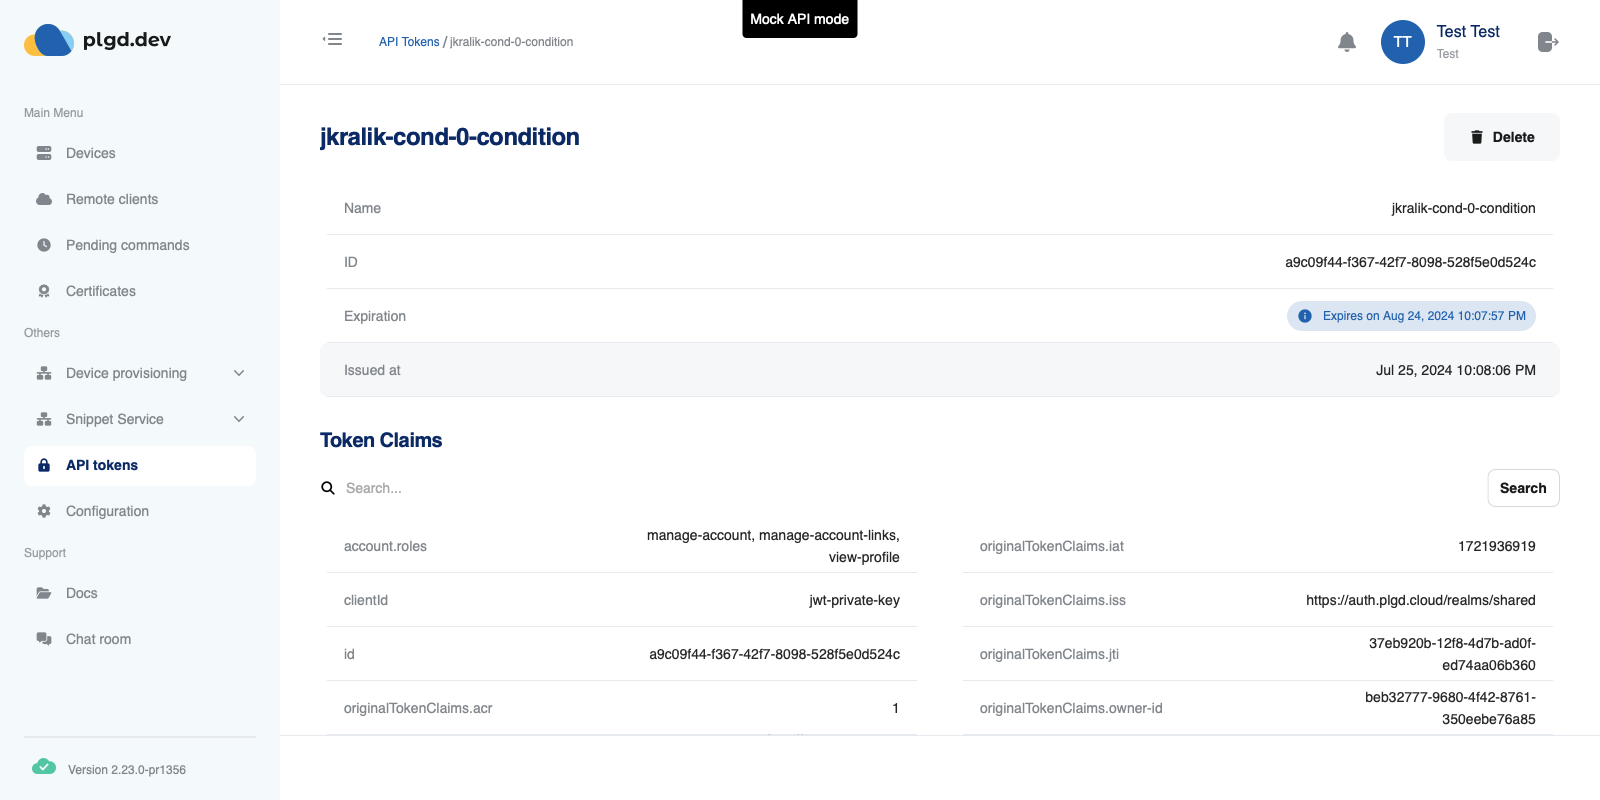 Mock API mode
plgd.dev
API Tokens / jkralik-cond-0-condition
TT
Test Test
Test
Main Menu
Devices
Remote clients
Pending commands
Certificates
Others
Device provisioning
Snippet Service
API tokens
Configuration
Support
Docs
Chat room
Version 2.23.0-pr1356
jkralik-cond-0-condition
Delete
Name
jkralik-cond-0-condition
ID
a9c09f44-f367-42f7-8098-528f5e0d524c
Expiration
Expires on Aug 24, 2024 10:07:57 PM
Issued at
Jul 25, 2024 10:08:06 PM
Token Claims
Search...
Search
account.roles
manage-account, manage-account-links,
view-profile
originalTokenClaims.iat
1721936919
clientId
jwt-private-key
originalTokenClaims.iss
https://auth.plgd.cloud/realms/shared
id
a9c09f44-f367-42f7-8098-528f5e0d524c
originalTokenClaims.jti
37eb920b-12f8-4d7b-ad0f-
ed74aa06b360
originalTokenClaims.acr
1
originalTokenClaims.owner-id
beb32777-9680-4f42-8761-
350eebe76a85